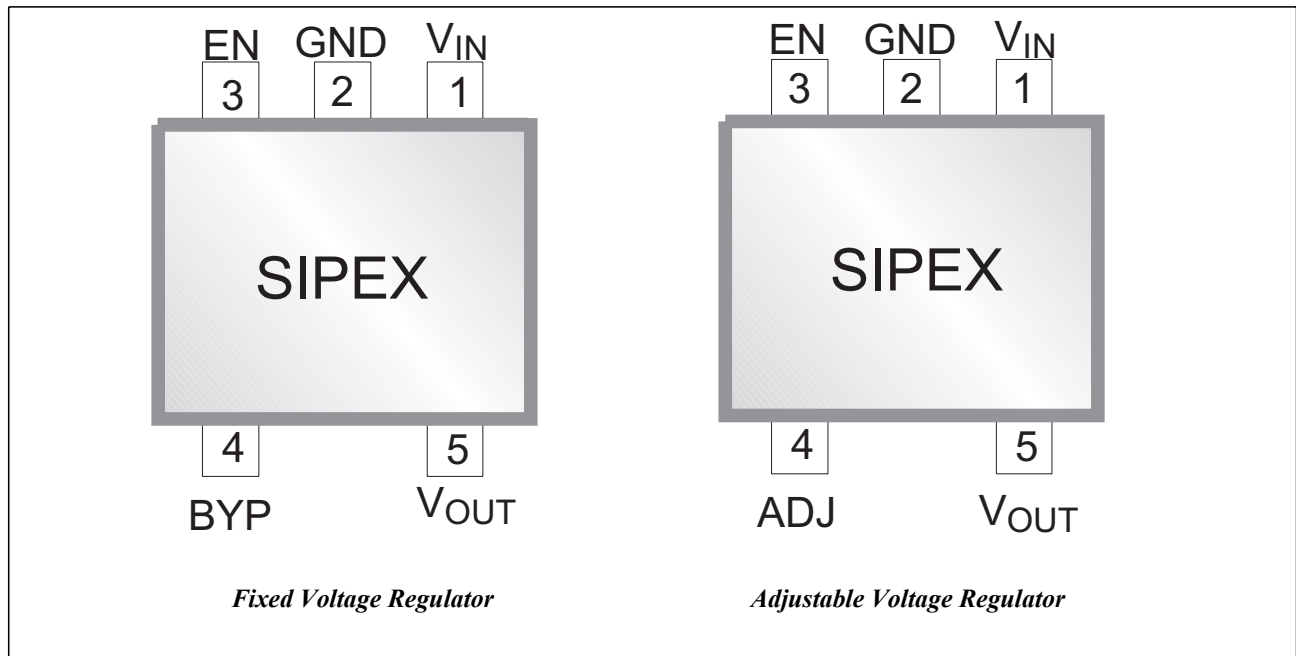 EN GND VIN
3 2 1
SIPEX
4 5
BYP VOUT
Fixed Voltage Regulator
EN GND VIN
3 2 1
SIPEX
4 5
ADJ VOUT
Adjustable Voltage Regulator